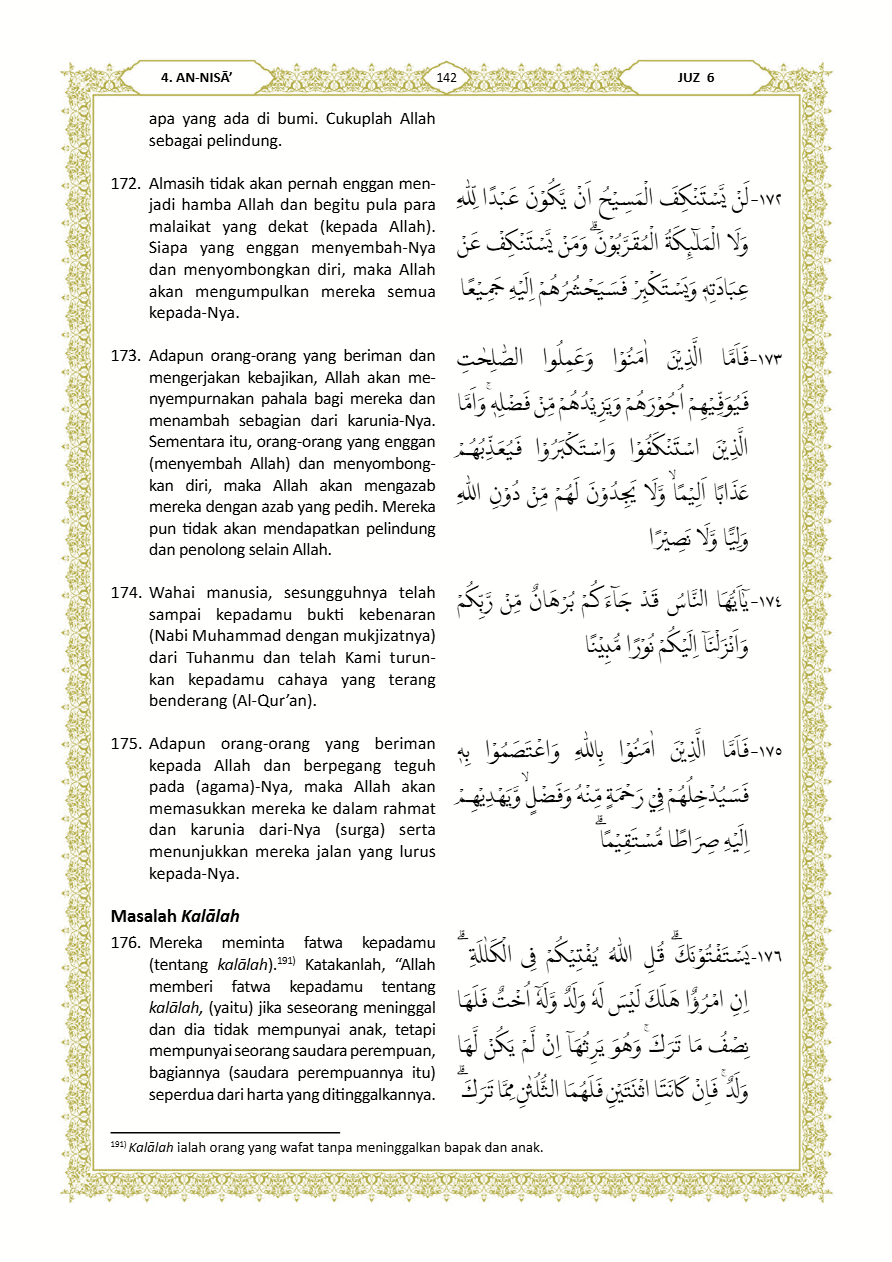 4. AN-NISĀ’
142
JUZ 6
apa yang ada di bumi. Cukuplah Allah
sebagai pelindung.
172. Almasih tidak akan pernah enggan men-
jadi hamba Allah dan begitu pula para
malaikat yang dekat (kepada Allah).
Siapa yang enggan menyembah-Nya
dan menyombongkan diri, maka Allah
akan mengumpulkan mereka semua
kepada-Nya.
١٧٢-لَنْ يَّسْتَنْكِفَ الْمَسِيْحُ اَنْ يَّكُوْنَ عَبْدًا لِّلّٰهِ
وَلَا الْمَلٰۤىِٕكَةُ الْمُقَرَّبُوْنَۗ وَمَنْ يَّسْتَنْكِفْ عَنْ
عِبَادَتِهٖ وَيَسْتَكْبِرْ فَسَيَحْشُرُهُمْ اِلَيْهِ جَمِيْعًا
173. Adapun orang-orang yang beriman dan
mengerjakan kebajikan, Allah akan me-
nyempurnakan pahala bagi mereka dan
menambah sebagian dari karunia-Nya.
Sementara itu, orang-orang yang enggan
(menyembah Allah) dan menyombong-
kan diri, maka Allah akan mengazab
mereka dengan azab yang pedih. Mereka
pun tidak akan mendapatkan pelindung
dan penolong selain Allah.
١٧٣-فَاَمَّا الَّذِيْنَ اٰمَنُوْا وَعَمِلُوا الصّٰلِحٰتِ
فَيُوَفِّيْهِمْ اُجُوْرَهُمْ وَيَزِيْدُهُمْ مِّنْ فَضْلِهٖۚ وَاَمَّا
الَّذِيْنَ اسْتَنْكَفُوْا وَاسْتَكْبَرُوْا فَيُعَذِّبُهُمْ
عَذَابًا اَلِيْمًاۙ وَّلَا يَجِدُوْنَ لَهُمْ مِّنْ دُوْنِ اللّٰهِ
وَلِيًّا وَّلَا نَصِيْرًا
174. Wahai manusia, sesungguhnya telah
sampai kepadamu bukti kebenaran
(Nabi Muhammad dengan mukjizatnya)
dari Tuhanmu dan telah Kami turun-
kan kepadamu cahaya yang terang
benderang (Al-Qur’an).
١٧٤-يٰٓاَيُّهَا النَّاسُ قَدْ جَاۤءَكُمْ بُرْهَانٌ مِّنْ رَّبِّكُمْ
وَاَنْزَلْنَآ اِلَيْكُمْ نُوْرًا مُّبِيْنًا
175. Adapun orang-orang yang beriman
kepada Allah dan berpegang teguh
pada (agama)-Nya, maka Allah akan
memasukkan mereka ke dalam rahmat
dan karunia dari-Nya (surga) serta
menunjukkan mereka jalan yang lurus
kepada-Nya.
١٧٥-فَاَمَّا الَّذِيْنَ اٰمَنُوْا بِاللّٰهِ وَاعْتَصَمُوْا بِهٖ
فَسَيُدْخِلُهُمْ فِيْ رَحْمَةٍ مِّنْهُ وَفَضْلٍۙ وَّيَهْدِيْهِمْ
اِلَيْهِ صِرَاطًا مُّسْتَقِيْمًاۗ
Masalah Kalālah
176. Mereka meminta fatwa kepadamu
(tentang kalālah).191) Katakanlah, “Allah
memberi fatwa kepadamu tentang
kalālah, (yaitu) jika seseorang meninggal
dan dia tidak mempunyai anak, tetapi
mempunyai seorang saudara perempuan,
bagiannya (saudara perempuannya itu)
seperdua dari harta yang ditinggalkannya.
١٧٦-يَسْتَفْتُوْنَكَۗ قُلِ اللّٰهُ يُفْتِيْكُمْ فِى الْكَلٰلَةِۗ
اِنِ امْرُؤٌا هَلَكَ لَيْسَ لَهٗ وَلَدٌ وَّلَهٗٓ اُخْتٌ فَلَهَا
نِصْفُ مَا تَرَكَۚ وَهُوَ يَرِثُهَآ اِنْ لَّمْ يَكُنْ لَّهَا
وَلَدٌۚ فَاِنْ كَانَتَا اثْنَتَيْنِ فَلَهُمَا الثُّلُثٰنِ مِمَّا تَرَكَۗ
191) Kalālah ialah orang yang wafat tanpa meninggalkan bapak dan anak.